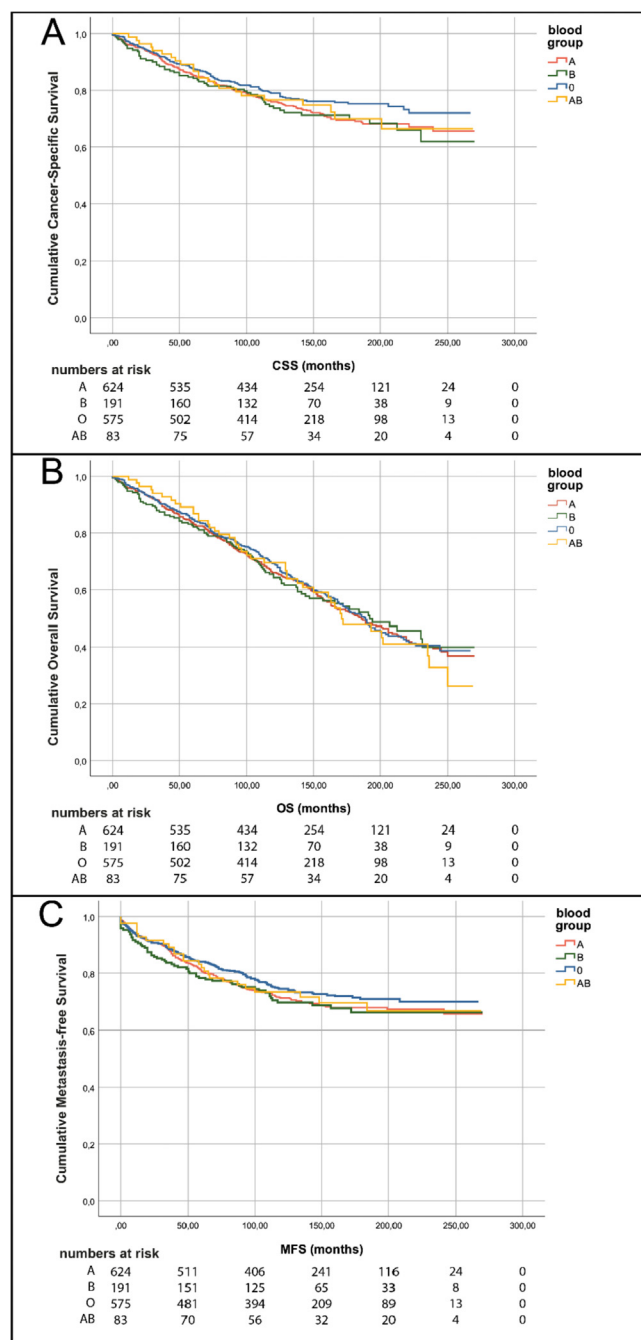 A
blood
group
A
B
0
AB
Cumulative Cancer-Specific Survival
1,0
0,8
0,6
0,4
0,2
0,0
,00 50,00 100,00 150,00 200,00 250,00 300,00
CSS (months)
numbers at risk
A 624 535 434 254 121 24 0
B 191 160 132 70 38 9 0
O 575 502 414 218 98 13 0
AB 83 75 57 34 20 4 0
B
blood
group
A
B
0
AB
Cumulative Overall Survival
1,0
0,8
0,6
0,4
0,2
0,0
,00 50,00 100,00 150,00 200,00 250,00 300,00
OS (months)
numbers at risk
A 624 535 434 254 121 24 0
B 191 160 132 70 38 9 0
O 575 502 414 218 98 13 0
AB 83 75 57 34 20 4 0
C
blood
group
A
B
0
AB
Cumulative Metastasis-free Survival
1,0
0,8
0,6
0,4
0,2
0,0
,00 50,00 100,00 150,00 200,00 250,00 300,00
MFS (months)
numbers at risk
A 624 511 406 241 116 24 0
B 191 151 125 65 33 8 0
O 575 481 394 209 89 13 0
AB 83 70 56 32 20 4 0